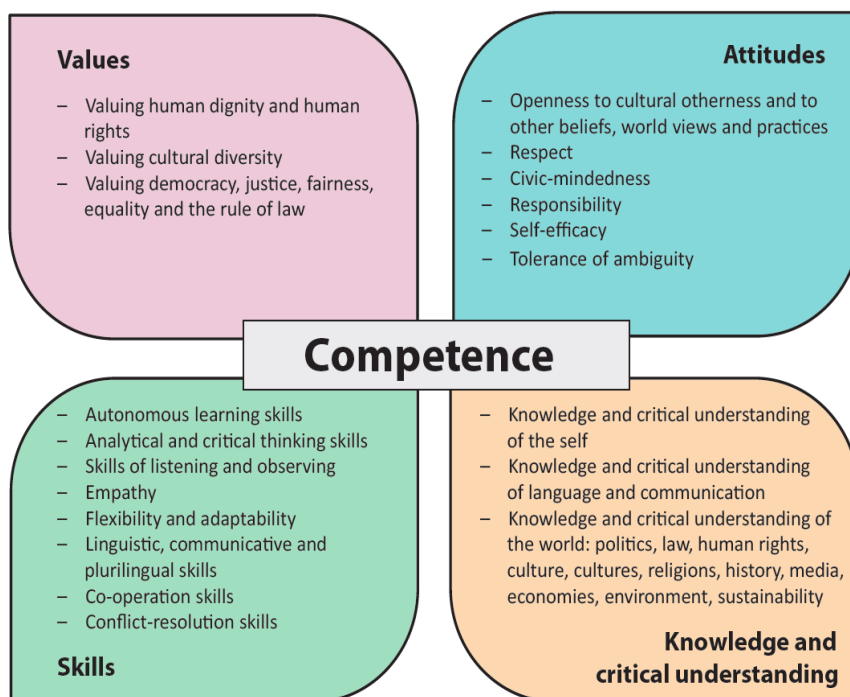 Values
– Valuing human dignity and human
rights
– Valuing cultural diversity
– Valuing democracy, justice, fairness,
equality and the rule of law
Attitudes
– Openness to cultural otherness and to
other beliefs, world views and practices
– Respect
– Civic-mindedness
– Responsibility
– Self-efficacy
– Tolerance of ambiguity
Competence
– Autonomous learning skills
– Analytical and critical thinking skills
– Skills of listening and observing
– Empathy
– Flexibility and adaptability
– Linguistic, communicative and
plurilingual skills
– Co-operation skills
– Conflict-resolution skills
Skills
– Knowledge and critical understanding
of the self
– Knowledge and critical understanding
of language and communication
– Knowledge and critical understanding of
the world: politics, law, human rights,
culture, cultures, religions, history, media,
economies, environment, sustainability
Knowledge and
critical understanding